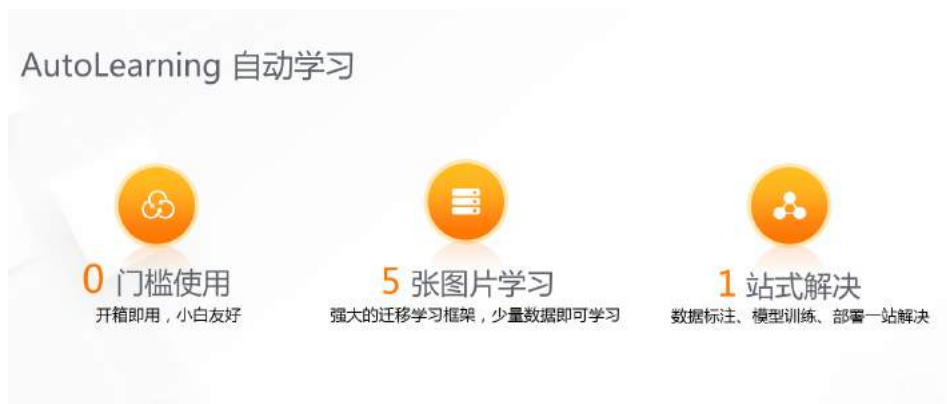 AutoLearning 自动学习
0 门槛使用
开箱即用，小白友好
5 张图片学习
强大的迁移学习框架，少量数据即可学习
1 站式解决
数据标注、模型训练、部署一站解决